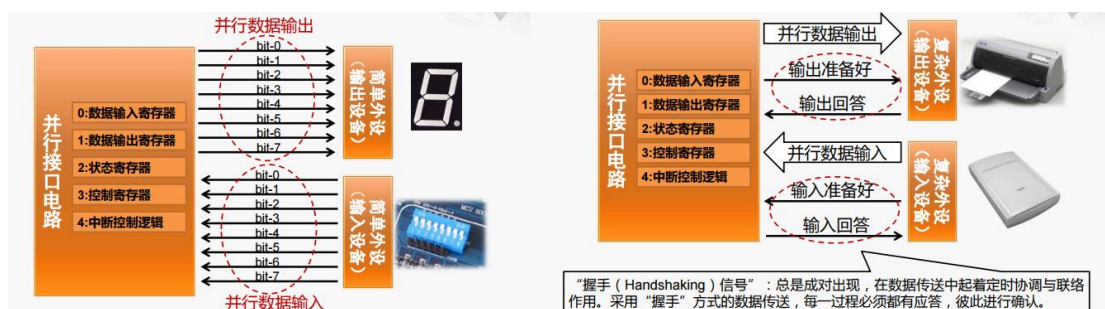 并行数据输出
bit-0
bit-1
bit-2
bit-3
bit-4
bit-5
bit-6
bit-7
并行接口电路
0:数据输入寄存器
1:数据输出寄存器
2:状态寄存器
3:控制寄存器
4:中断控制逻辑
简单外设
（输出设备）
bit-0
bit-1
bit-2
bit-3
bit-4
bit-5
bit-6
bit-7
简单外设
（输入设备）
并行数据输入
并行接口电路
0:数据输入寄存器
1:数据输出寄存器
2:状态寄存器
3:控制寄存器
4:中断控制逻辑
并行数据输出
输出准备好
输出回答
复杂外设
（输出设备）
并行数据输入
输入准备好
输入回答
复杂外设
（输入设备）
“握手（Handshaking）信号”：总是成对出现，在数据传送中起着定时协调与联络
作用。采用“握手”方式的数据传送，每一过程必须都有应答，彼此进行确认。